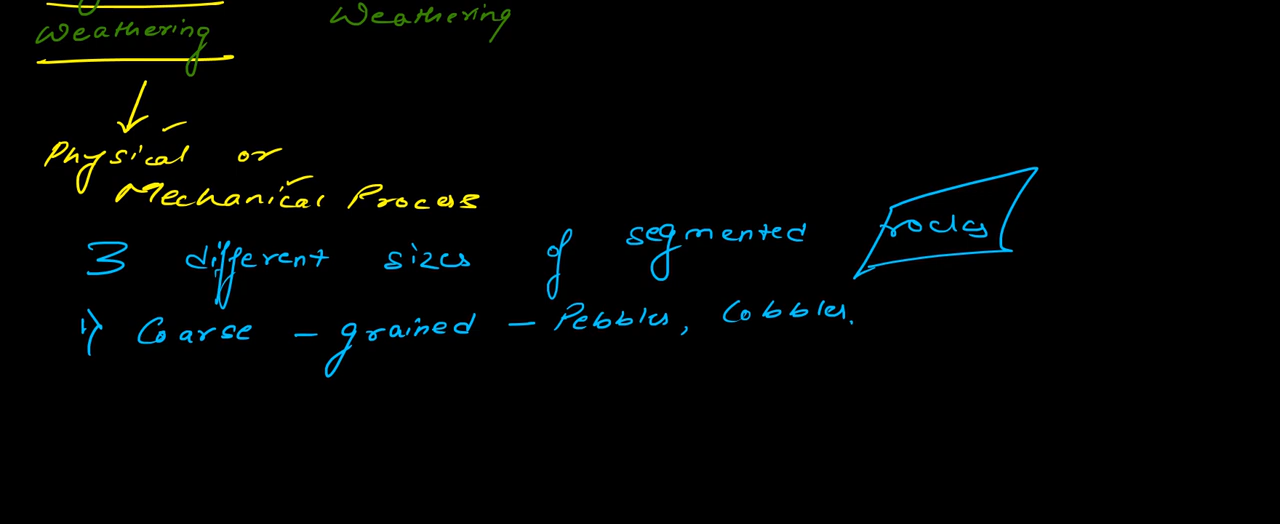 Weathering Weathering
Physical or
Mechanical Process
3 different sizes of segmented rocks
1) Coarse - grained - Pebbles, Cobbles.